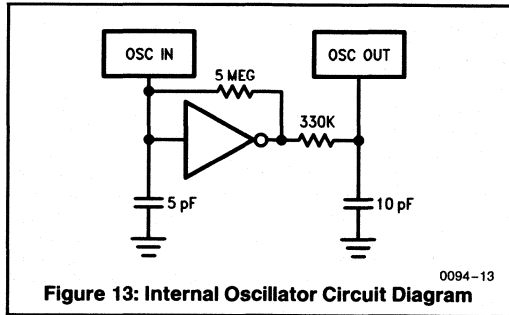 OSC IN
OSC OUT
5 MEG
330K
5 pF
10 pF
0094-13
Figure 13: Internal Oscillator Circuit Diagram